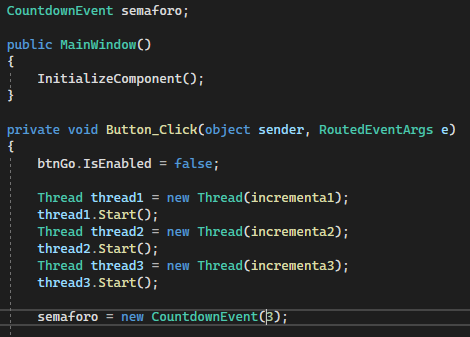 CountdownEvent semaforo;
public MainWindow()
{
InitializeComponent();
}
private void Button_Click(object sender, RoutedEventArgs e)
{
btnGo.IsEnabled = false;
Thread thread1 = new Thread(incrementa1);
thread1.Start();
Thread thread2 = new Thread(incrementa2);
thread2.Start();
Thread thread3 = new Thread(incrementa3);
thread3.Start();
semaforo = new CountdownEvent(3);